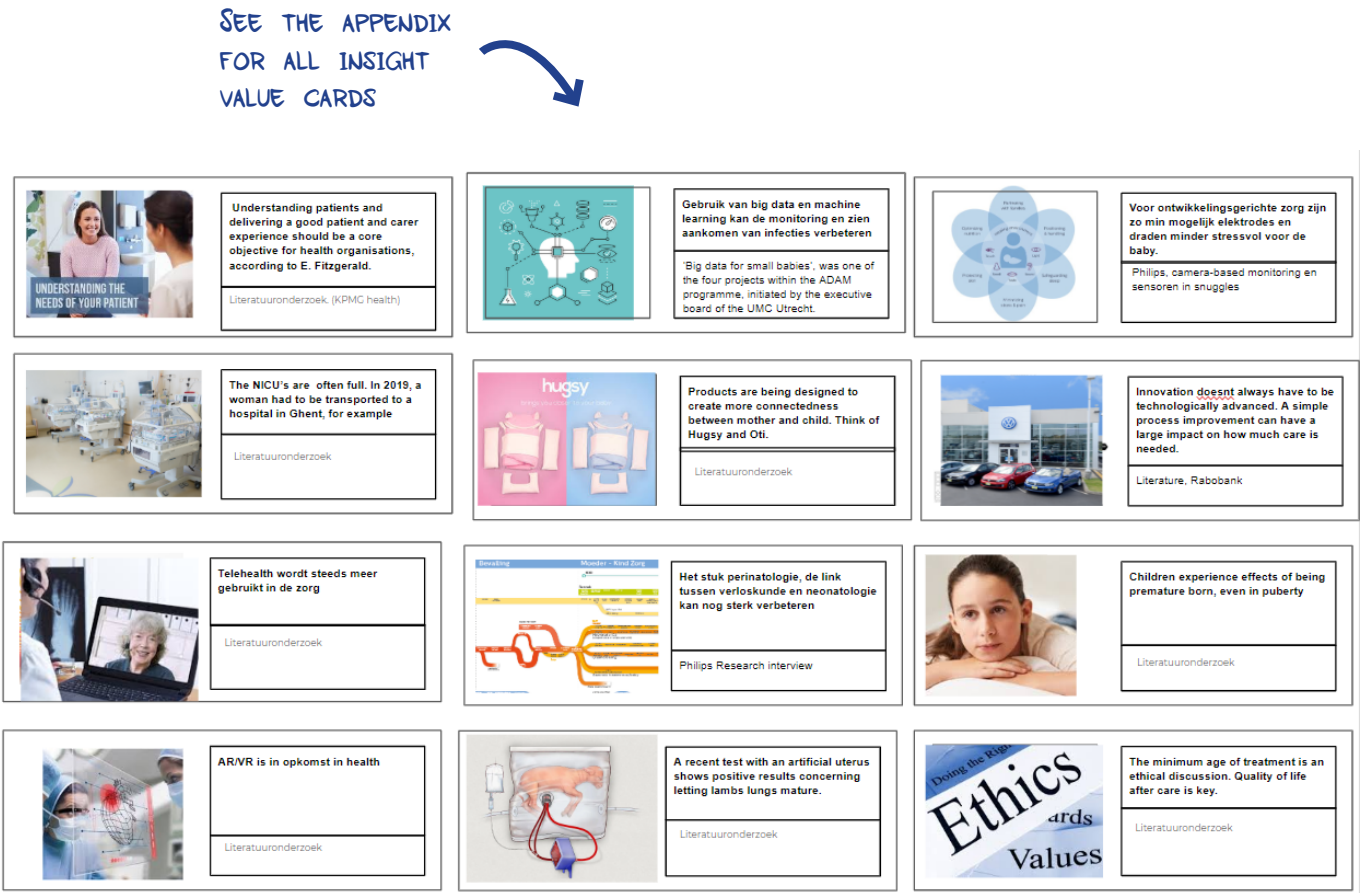 SEE THE APPENDIX
FOR ALL INSIGHT
VALUE CARDS
UNDERSTANDING THE
NEEDS OF YOUR PATIENT
Understanding patients and
delivering a good patient and carer
experience should be a core
objective for health organisations,
according to E. Fitzgerald.
Literatuuronderzoek. (KPMG health)
Gebruik van big data en machine
learning kan de monitoring en zien
aankomen van infecties verbeteren
'Big data for small babies', was one of
the four projects within the ADAM
programme, initiated by the executive
board of the UMC Utrecht.
Voor ontwikkelingsgerichte zorg zijn
zo min mogelijk elektrodes en
draden minder stressvol voor de
baby.
Philips, camera-based monitoring en
sensoren in snuggles
The NICU's are often full. In 2019, a
woman had to be transported to a
hospital in Ghent, for example
Literatuuronderzoek
hugsy
Products are being designed to
create more connectedness
between mother and child. Think of
Hugsy and Oti.
Literatuuronderzoek
Innovation doesnt always have to be
technologically advanced. A simple
process improvement can have a
large impact on how much care is
needed.
Literature, Rabobank
Telehealth wordt steeds meer
gebruikt in de zorg
Literatuuronderzoek
Bevalling
Moeder - Kind Zorg
Het stuk perinatologie, de link
tussen verloskunde en neonatologie
kan nog sterk verbeteren
Philips Research interview
Children experience effects of being
premature born, even in puberty
Literatuuronderzoek
AR/VR is in opkomst in health
Literatuuronderzoek
A recent test with an artificial uterus
shows positive results concerning
letting lambs lungs mature.
Literatuuronderzoek
Doing the Righ
Ethics
ards
Values
The minimum age of treatment is an
ethical discussion. Quality of life
after care is key.
Literatuuronderzoek